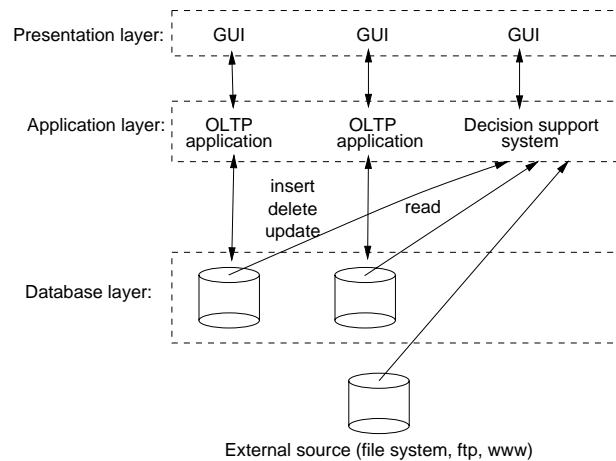 Presentation layer:
GUI
GUI
GUI
Application layer:
OLTP
application
OLTP
application
Decision support
system
insert
delete
update
read
Database layer:
External source (file system, ftp, www)